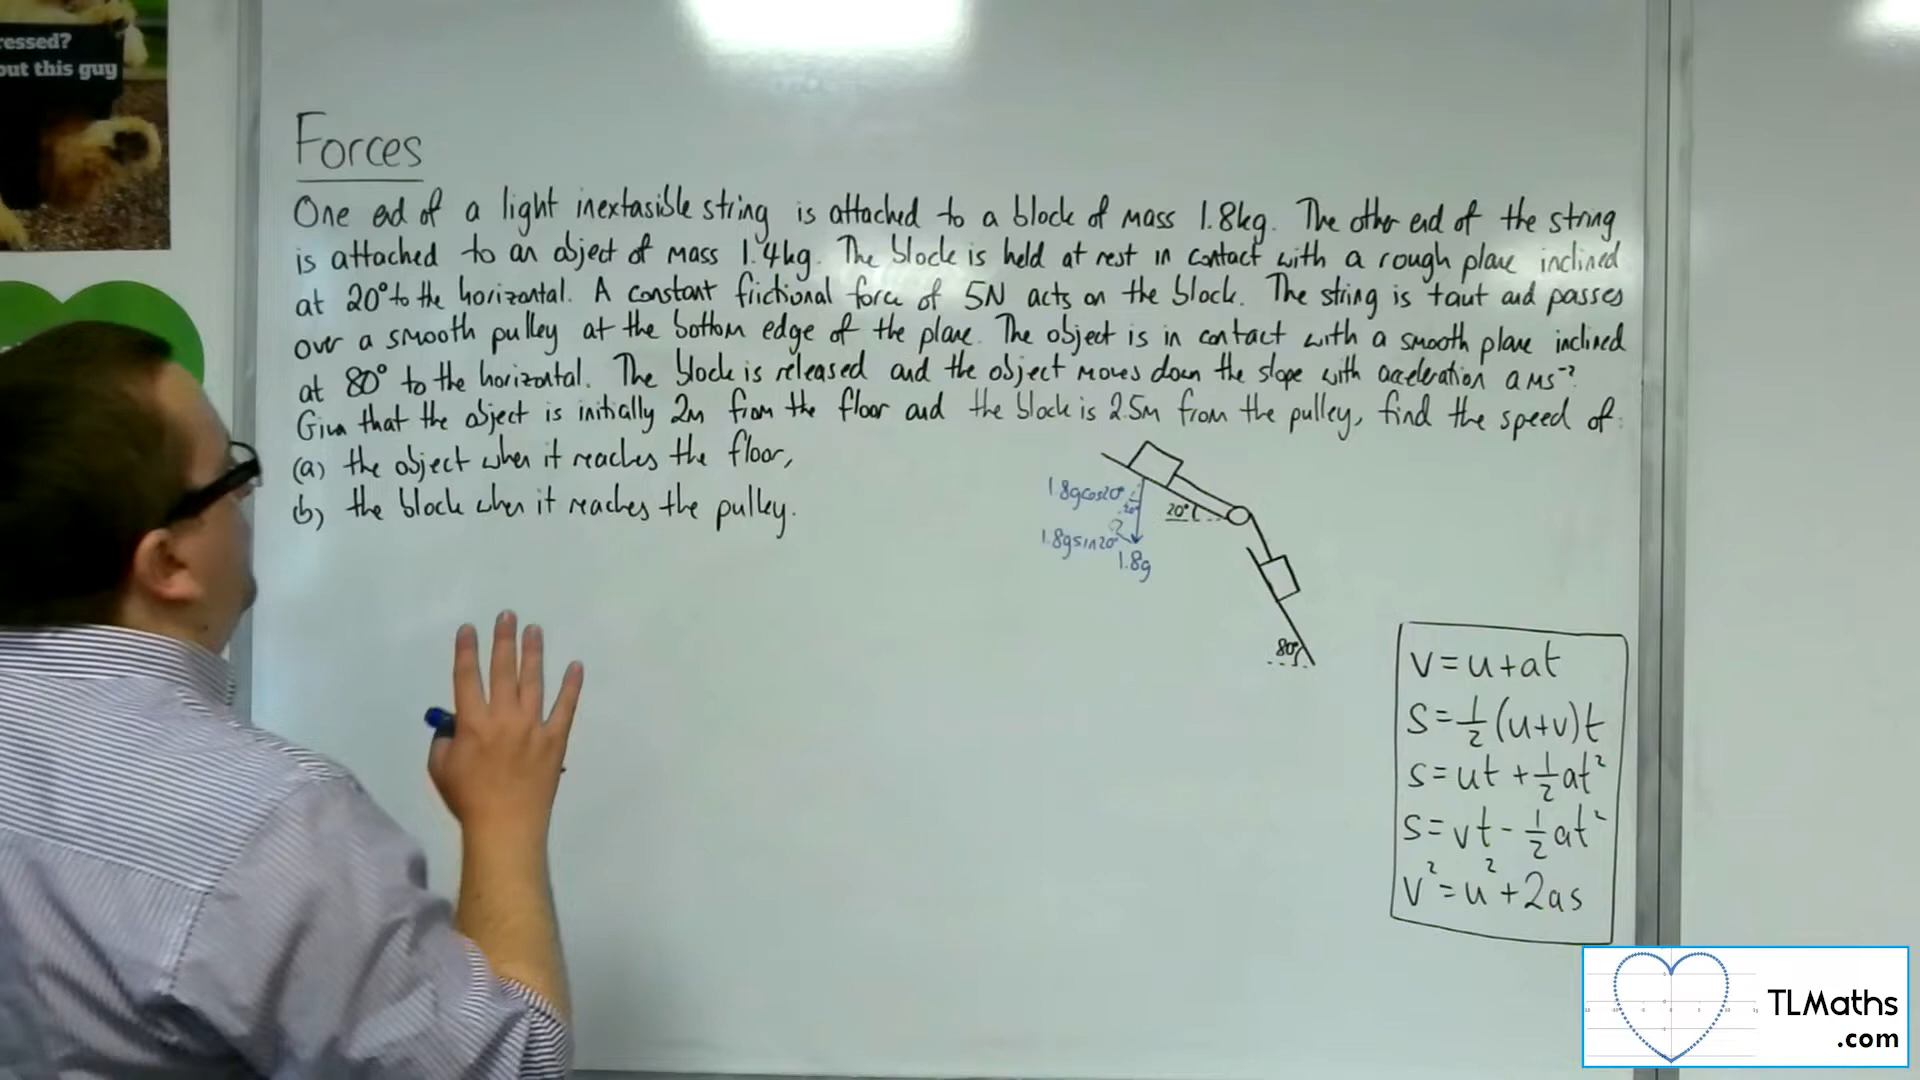 ressed?
out this guy
Forces
One end of a light inextasible string is attached to a block of mass 1.8kg. The other end of the string
is attached to an object of mass 1.4kg. The block is held at rest in contact with a rough plane inclined
at 20° to the horizontal. A constant frictional force of 5N acts on the block. The string is taut and passes
over a smooth pulley at the bottom edge of the plane. The object is in contact with a smooth plane inclined
at 80° to the horizontal. The block is released and the object moves down the slope with acceleration a ms⁻².
Given that the object is initially 2m from the floor and the block is 2.5m from the pulley, find the speed of:
(a) the object when it reaches the floor,
(b) the block when it reaches the pulley.
1.8gcos20°
20°
20°
1.8gsin20°
1.8g
80°
v=u+at
s=½(u+v)t
s=ut+½at²
s=vt-½at²
v²=u²+2as
TLMaths
.com